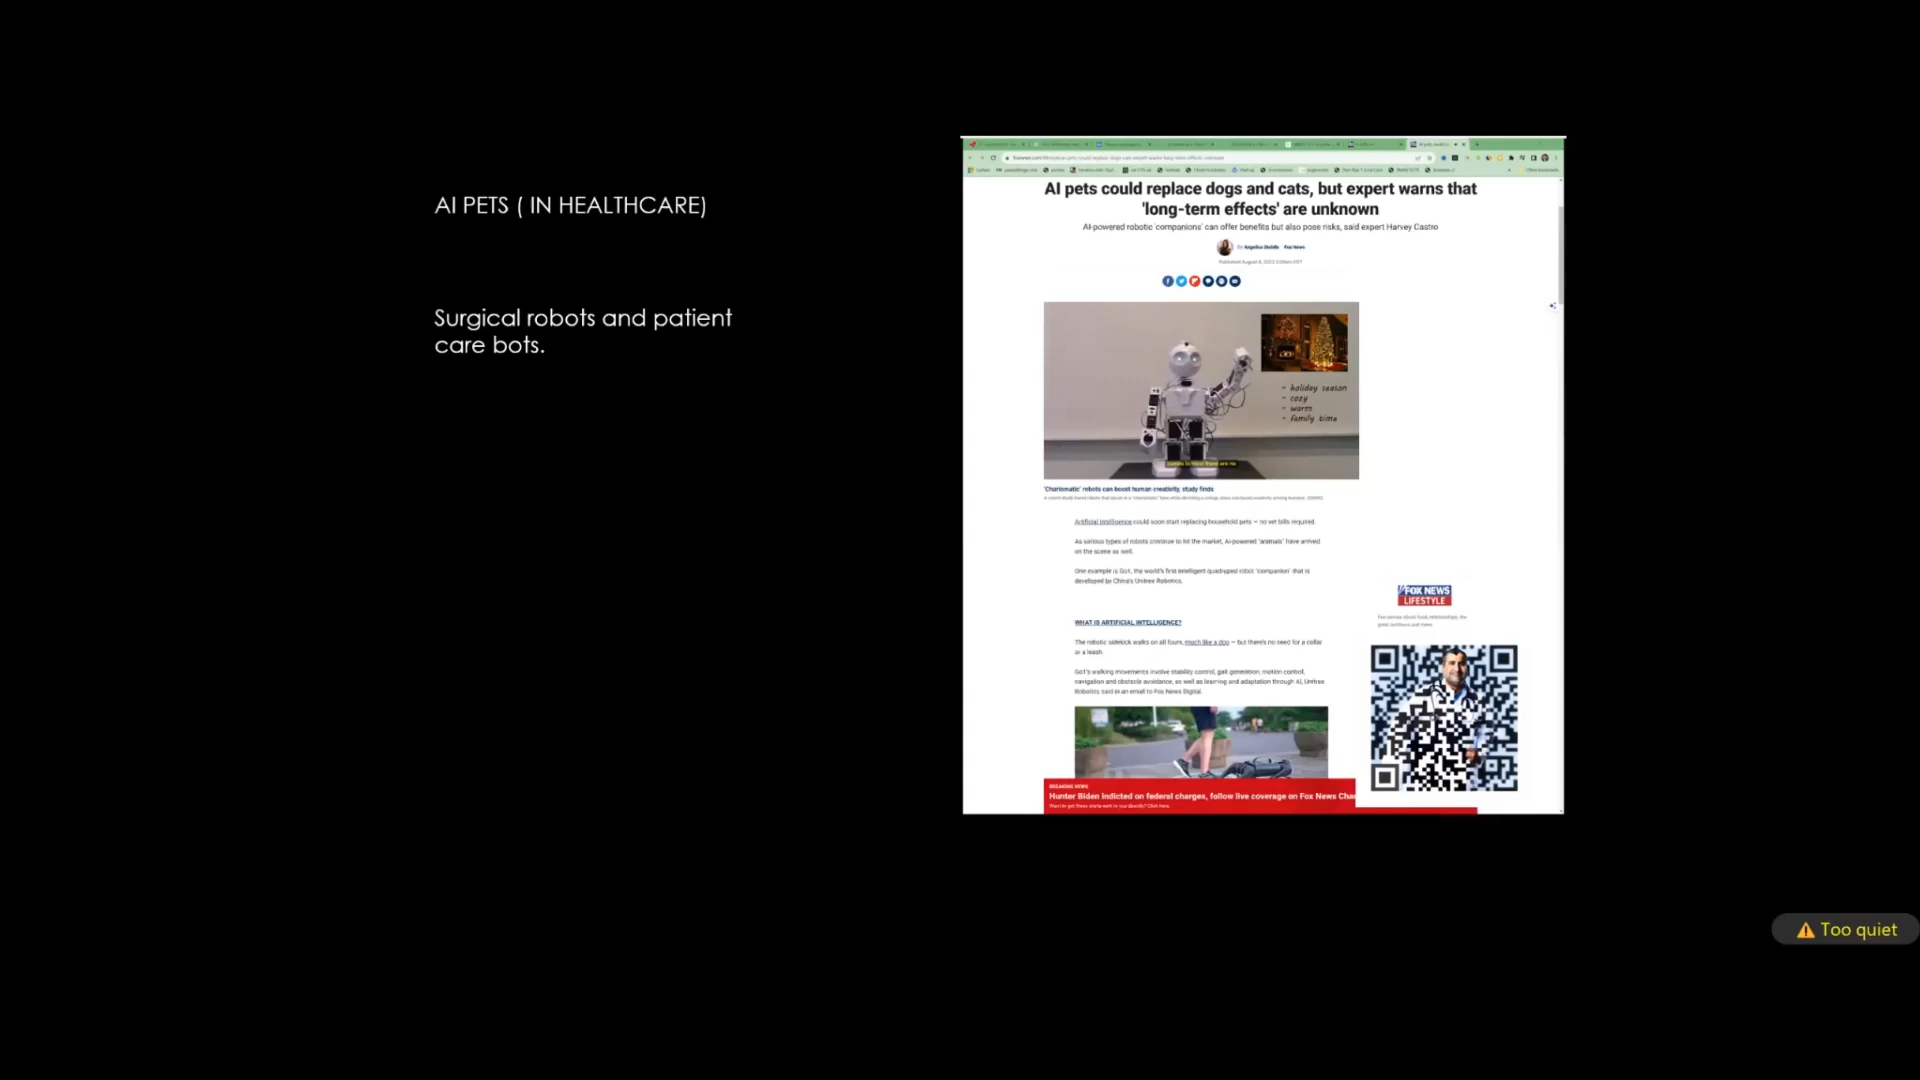 AI PETS ( IN HEALTHCARE)
Surgical robots and patient
care bots.
AI pets could replace dogs and cats, but expert warns that
'long-term effects' are unknown
AI-powered robotic 'companions' can offer benefits but also pose risks, said expert Harvey Castro
Fox News
- holiday season
- cozy
- warm
- family time
'Charismatic' robots can boost human creativity, study finds
Artificial intelligence could soon start replacing household pets — no vet bills required.
As various types of robots continue to hit the market, AI-powered "animals" have arrived
on the scene as well.
One example is Go1, the world's first intelligent quadruped robot 'companion' that is
developed by China's Unitree Robotics.
WHAT IS ARTIFICIAL INTELLIGENCE?
The robotic sidekick walks on all fours, much like a dog — but there's no need for a collar
or a leash.
Go1's walking movements involve stability control, gait generation, motion control,
navigation and obstacle avoidance, as well as learning and adaptation through AI, Unitree
Robotics said in an email to Fox News Digital.
FOX NEWS
LIFESTYLE
BREAKING NEWS
Hunter Biden indicted on federal charges, follow live coverage on Fox News Cha
Too quiet